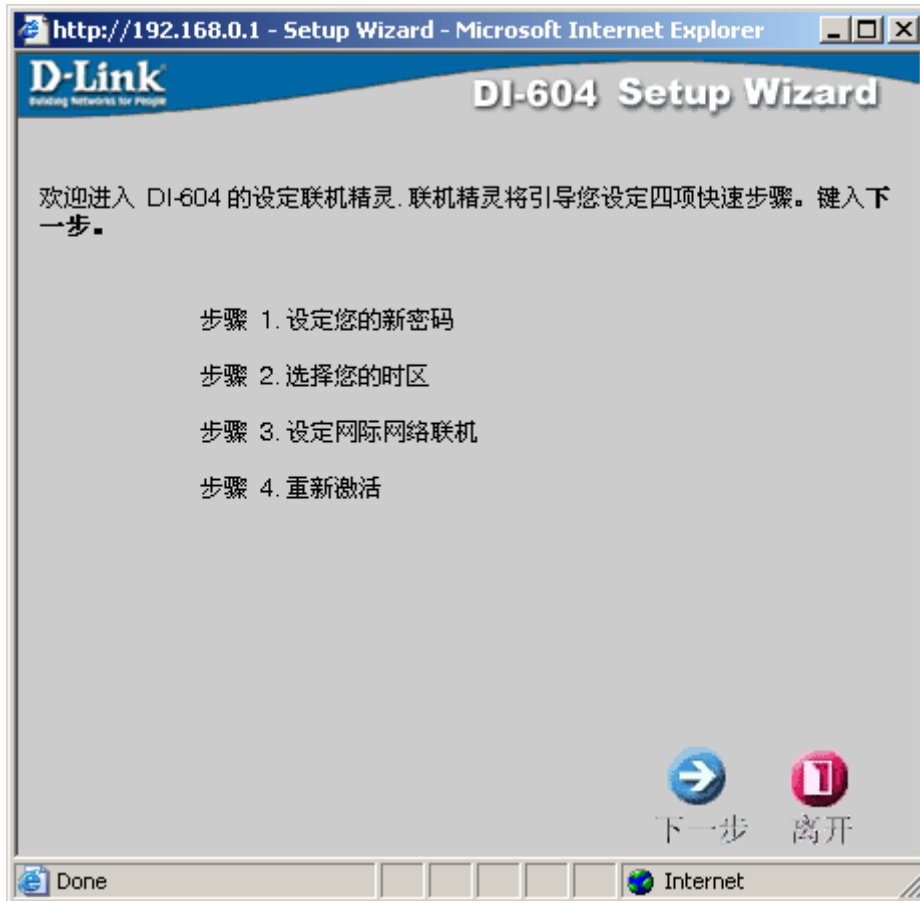 http://192.168.0.1 - Setup Wizard - Microsoft Internet Explorer
D-Link
Building Networks for People
DI-604 Setup Wizard
欢迎进入 DI-604 的设定联机精灵. 联机精灵将引导您设定四项快速步骤。键入下
一步。
步骤 1. 设定您的新密码
步骤 2. 选择您的时区
步骤 3. 设定网际网络联机
步骤 4. 重新激活
下一步 离开
Done Internet